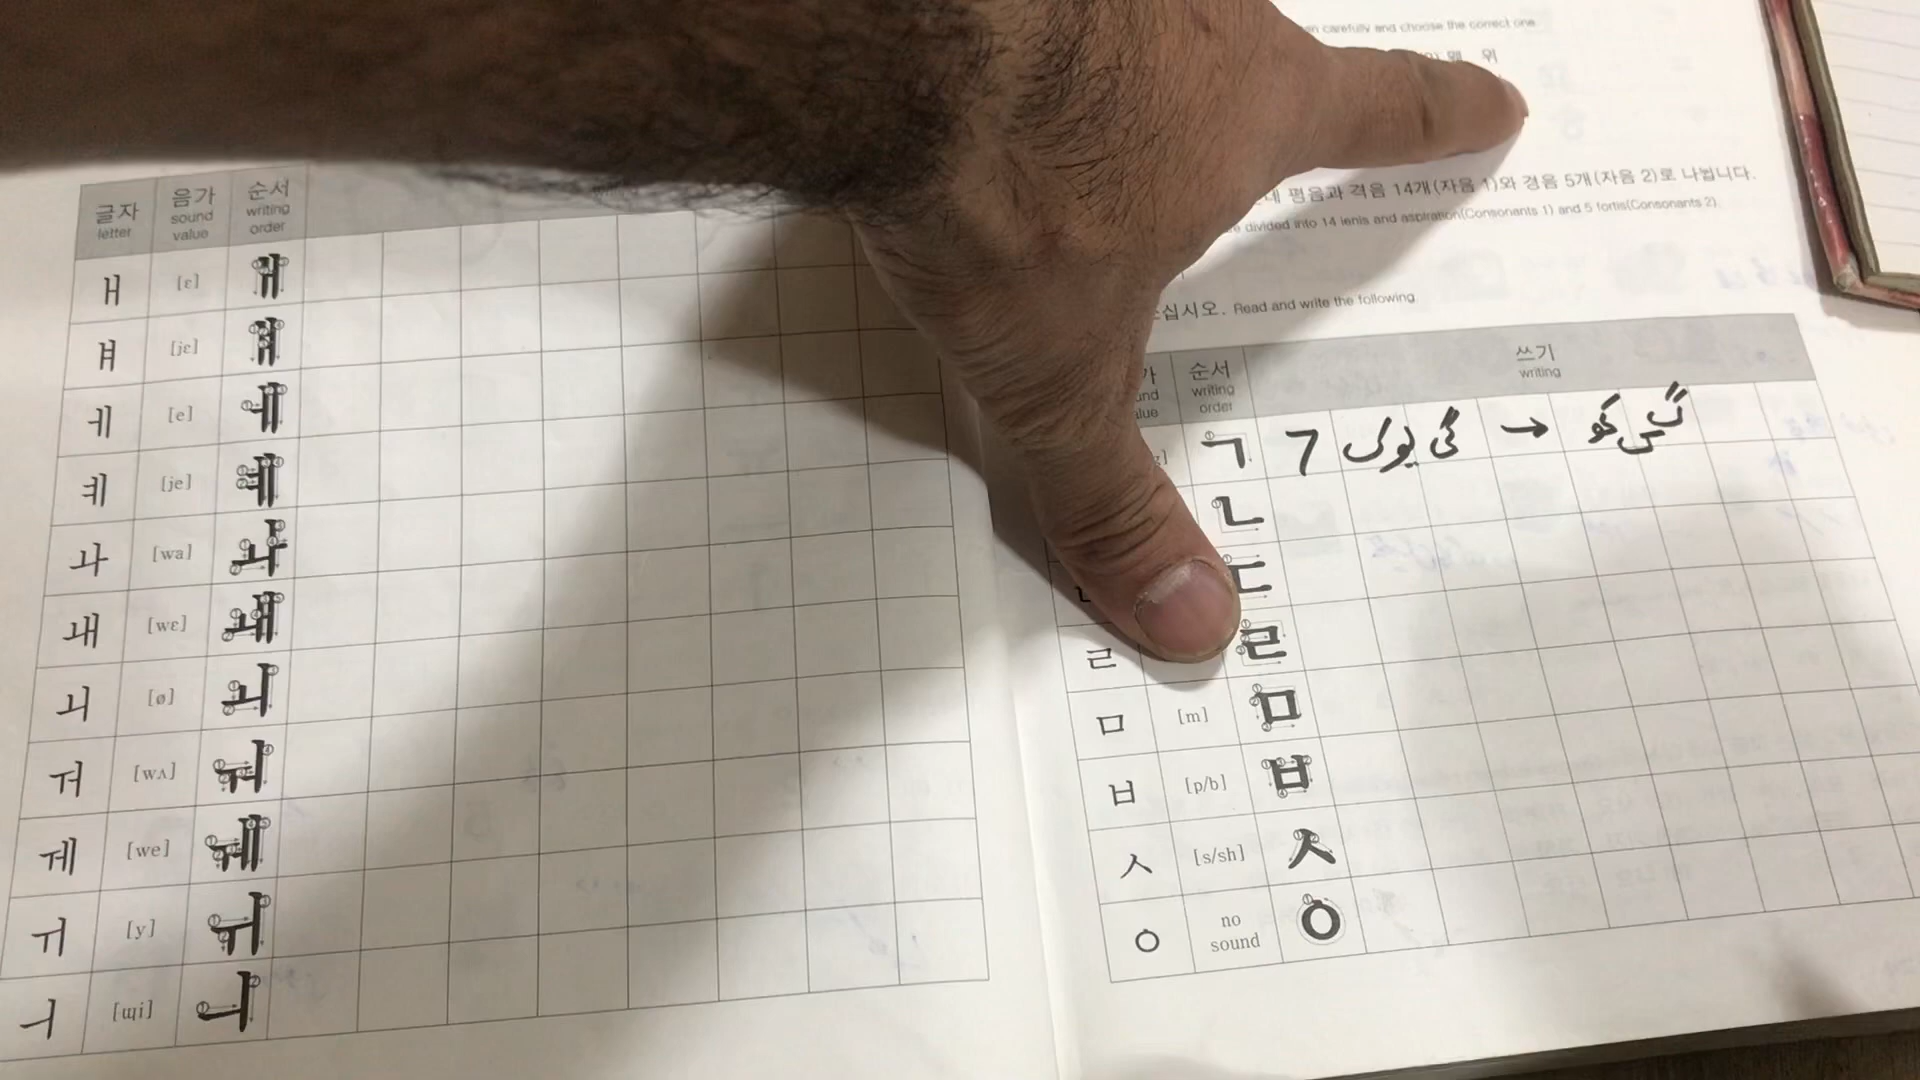 글자 음가 순서
letter sound value writing order
ㅐ [ɛ] ㅐ
ㅒ [jɛ] ㅒ
ㅔ [e] ㅔ
ㅖ [je] ㅖ
ㅘ [wa] ㅘ
ㅙ [wɛ] ㅙ
ㅚ [ø] ㅚ
ㅝ [wʌ] ㅝ
ㅞ [we] ㅞ
ㅟ [y] ㅟ
ㅢ [ɰi] ㅢ
carefully and choose the correct one
위
평음과 격음 14개(자음 1)와 경음 5개(자음 2)로 나뉩니다.
divided into 14 lenis and aspiration(Consonants 1) and 5 fortis(Consonants 2).
십시오. Read and write the following
순서 쓰기
writing order writing
ㄱ ㄱ →
ㄴ
ㄷ
ㄹ ㄹ
ㅁ [m] ㅁ
ㅂ [p/b] ㅂ
ㅅ [s/sh] ㅅ
ㅇ no sound ㅇ